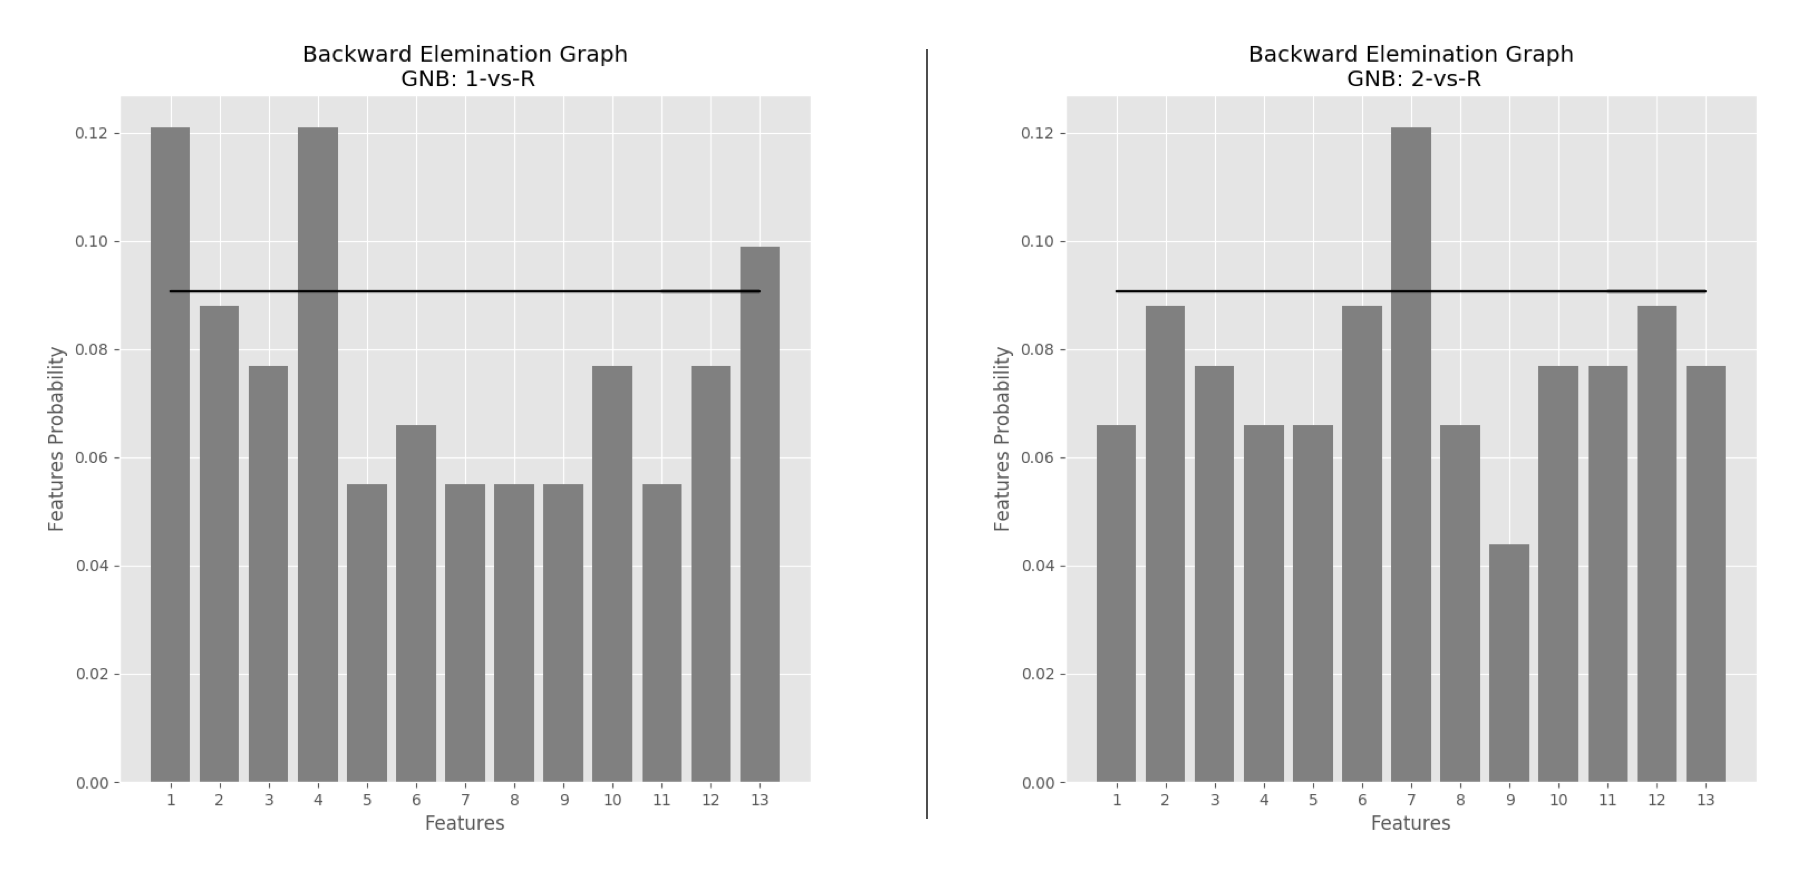 Backward Elemination Graph
GNB: 1-vs-R
0.12
0.10
0.08
0.06
0.04
0.02
0.00
Features Probability
1 2 3 4 5 6 7 8 9 10 11 12 13
Features
Backward Elemination Graph
GNB: 2-vs-R
0.12
0.10
0.08
0.06
0.04
0.02
0.00
Features Probability
1 2 3 4 5 6 7 8 9 10 11 12 13
Features